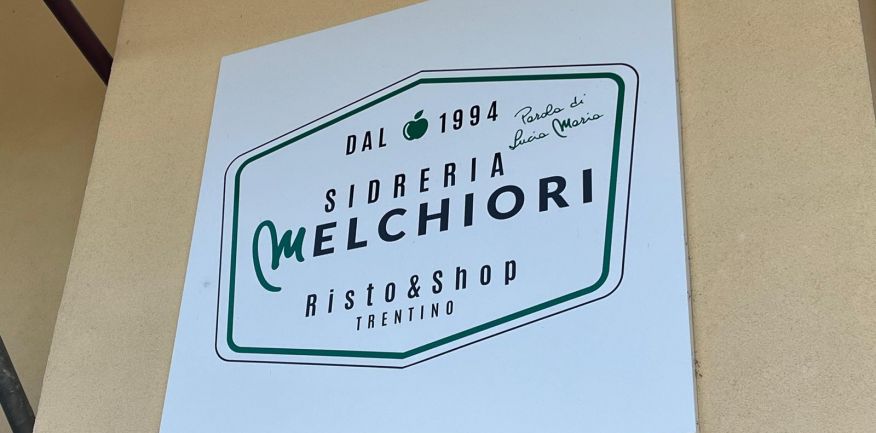 DAL 1994
Parola di
Lucia Maria
SIDRERIA
MELCHIORI
Risto&Shop
TRENTINO